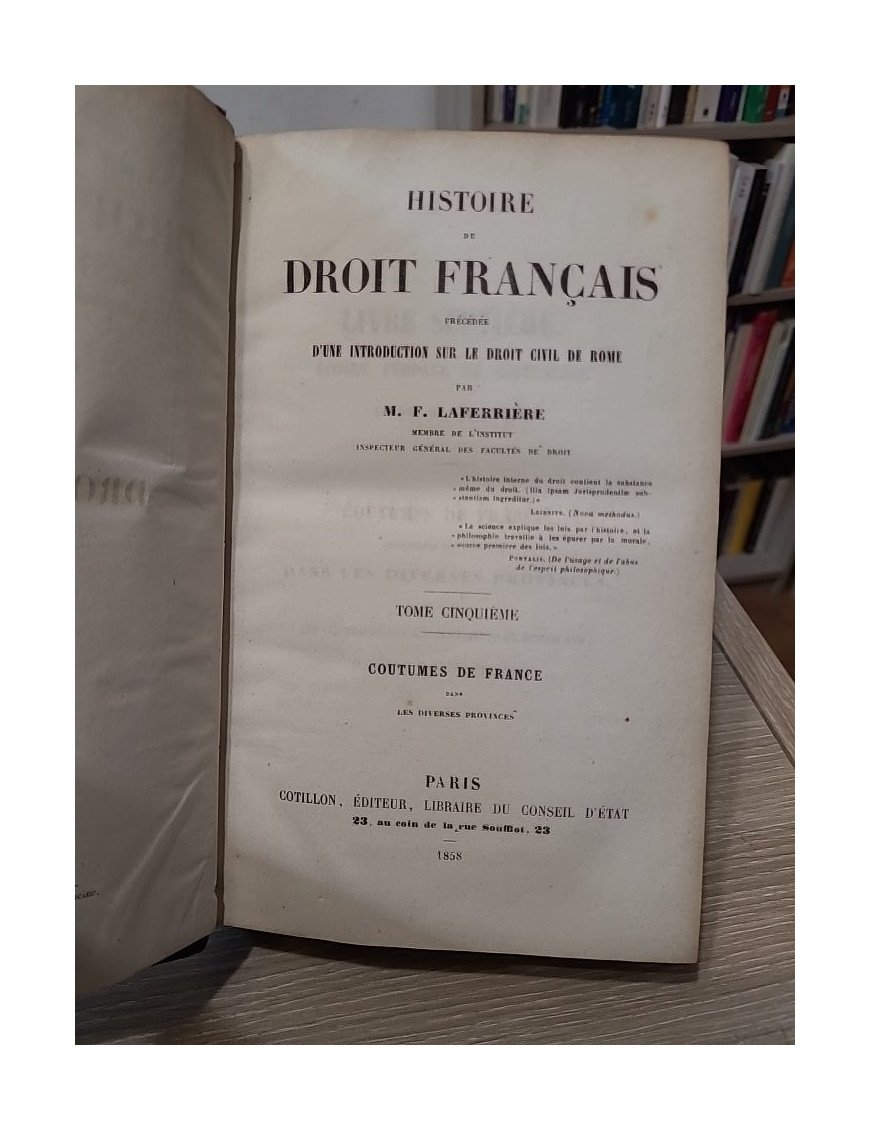 HISTOIRE
DU
DROIT FRANÇAIS
PRÉCÉDÉE
D'UNE INTRODUCTION SUR LE DROIT CIVIL DE ROME
PAR
M. F. LAFERRIÈRE
MEMBRE DE L'INSTITUT
INSPECTEUR GÉNÉRAL DES FACULTÉS DE DROIT
« L'histoire interne du droit contient la substance
« même du droit. (Illa ipsam Jurisprudentiæ sub-
« stantiam ingreditur.) »
LEIBNITZ. (Nova methodus.)
« La science explique les lois par l'histoire, et la
« philosophie travaille à les épurer par la morale,
« source première des lois. »
PORTALIS. (De l'usage et de l'abus
de l'esprit philosophique.)
TOME CINQUIÈME
COUTUMES DE FRANCE
DANS
LES DIVERSES PROVINCES
PARIS
COTILLON, ÉDITEUR, LIBRAIRE DU CONSEIL D'ÉTAT
23, au coin de la rue Soufflot, 23
1858